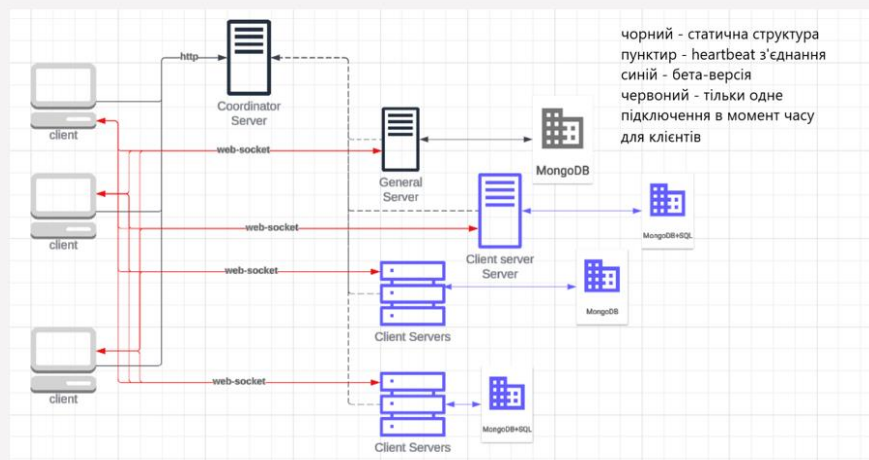 чорний - статична структура
пунктир - heartbeat з'єднання
синій - бета-версія
червоний - тільки одне
підключення в момент часу
для клієнтів
http
Coordinator
Server
client
web-socket
General
Server
MongoDB
client
web-socket
Client server
Server
MongoDB+SQL
web-socket
Client Servers
MongoDB
client
web-socket
Client Servers
MongoDB+SQL